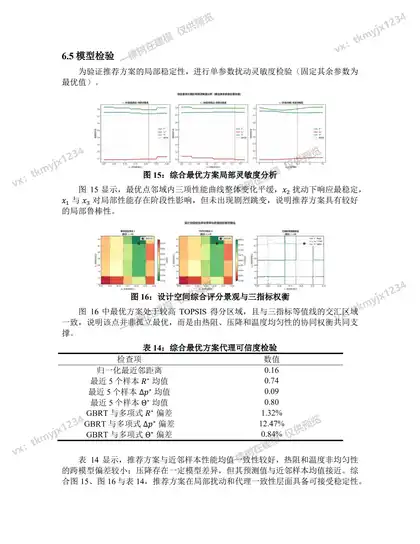 一律钉在建模 仅供预览
vx: tkmyjx1234
6.5 模型检验
为验证推荐方案的局部稳定性，进行单参数扰动灵敏度检验（固定其余参数为
最优值）。
图 15：综合最优方案局部灵敏度分析
图 15 显示，最优点邻域内三项性能曲线整体变化平缓，x₂ 扰动下响应最稳定，
x₁ 与 x₃ 对局部性能存在阶段性影响，但未出现剧烈跳变，说明推荐方案具有较好
的局部鲁棒性。
图 16：设计空间综合评分景观与三指标权衡
图 16 中最优方案处于较高 TOPSIS 得分区域，且与三指标等值线的交汇区域
一致，说明该点并非孤立最优，而是由热阻、压降和温度均匀性的协同权衡共同支
撑。
表 14：综合最优方案代理可信度检验
检查项 数值
归一化最近邻距离 0.16
最近 5 个样本 R* 均值 0.74
最近 5 个样本 Δp* 均值 0.09
最近 5 个样本 Θ* 均值 0.80
GBRT 与多项式 R* 偏差 1.32%
GBRT 与多项式 Δp* 偏差 12.47%
GBRT 与多项式 Θ* 偏差 0.84%
表 14 显示，推荐方案与近邻样本性能均值一致性较好，热阻和温度非均匀性
的跨模型偏差较小；压降存在一定模型差异，但其预测值与近邻样本均值接近。综
合图 15、图 16 与表 14，推荐方案在局部扰动和代理一致性层面具备可接受稳定性。